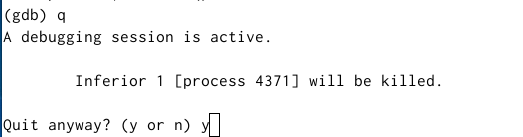 (gdb) q
A debugging session is active.
Inferior 1 [process 4371] will be killed.
Quit anyway? (y or n) y